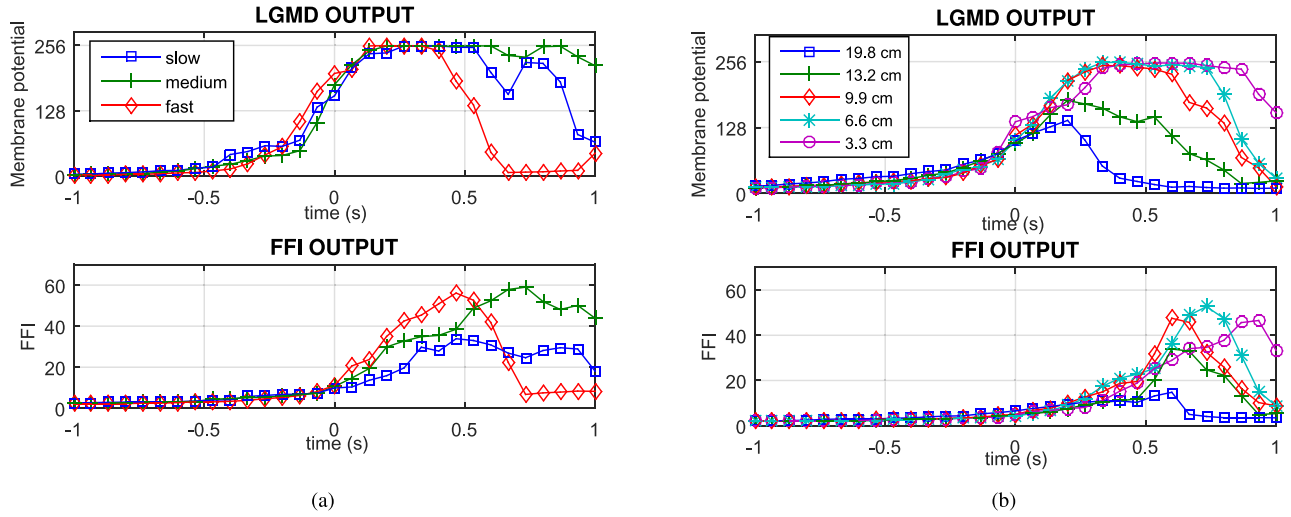 LGMD OUTPUT
Membrane potential
256
128
0
slow
medium
fast
-1
-0.5
0
0.5
1
time (s)
FFI OUTPUT
FFI
60
40
20
0
-1
-0.5
0
0.5
1
time (s)
(a)
LGMD OUTPUT
Membrane potential
256
128
0
19.8 cm
13.2 cm
9.9 cm
6.6 cm
3.3 cm
-1
-0.5
0
0.5
1
time (s)
FFI OUTPUT
FFI
60
40
20
0
-1
-0.5
0
0.5
1
time (s)
(b)